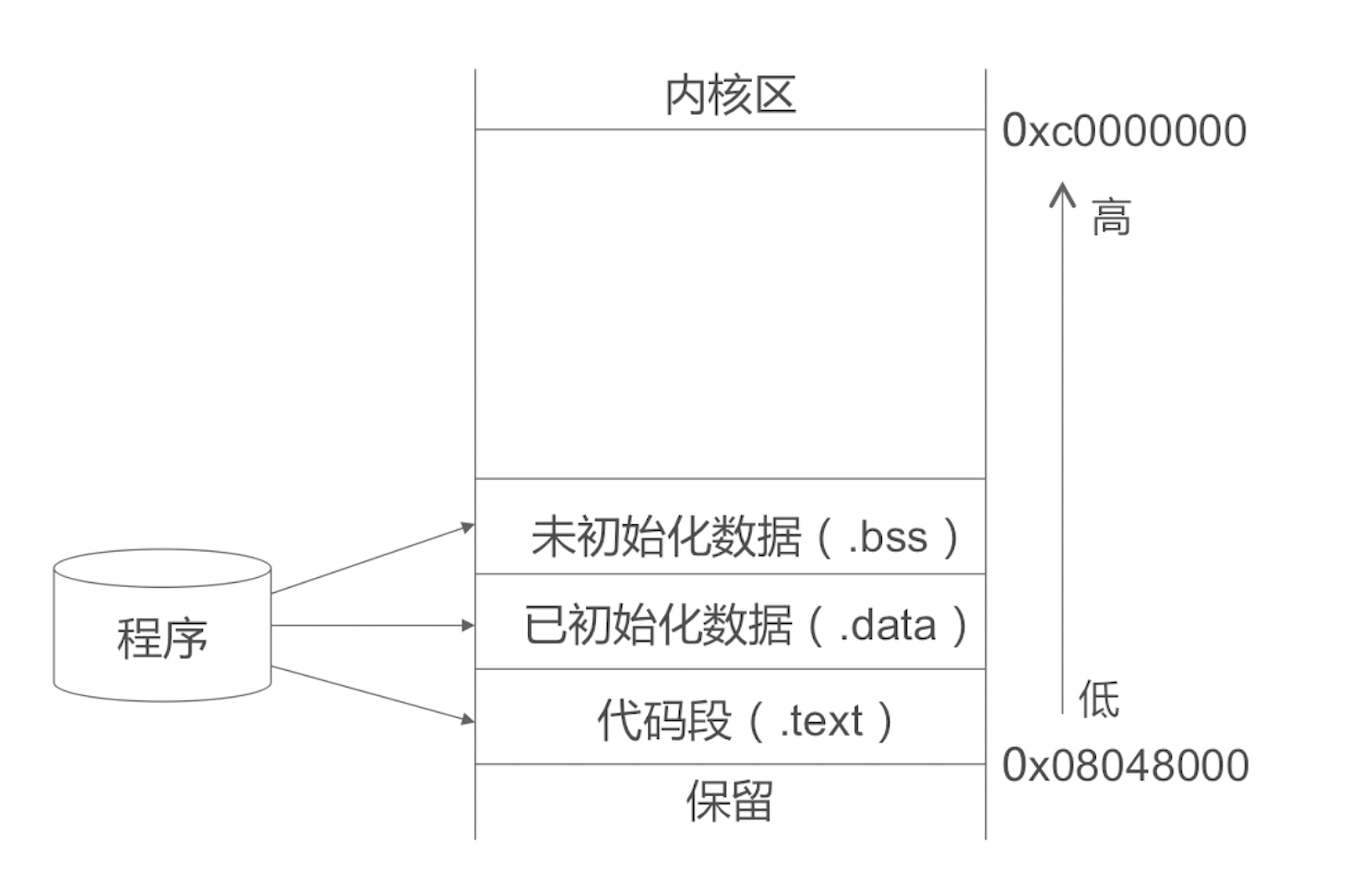 内核区
0xc0000000
高
未初始化数据（.bss）
已初始化数据（.data）
程序
代码段（.text）
低
0x08048000
保留